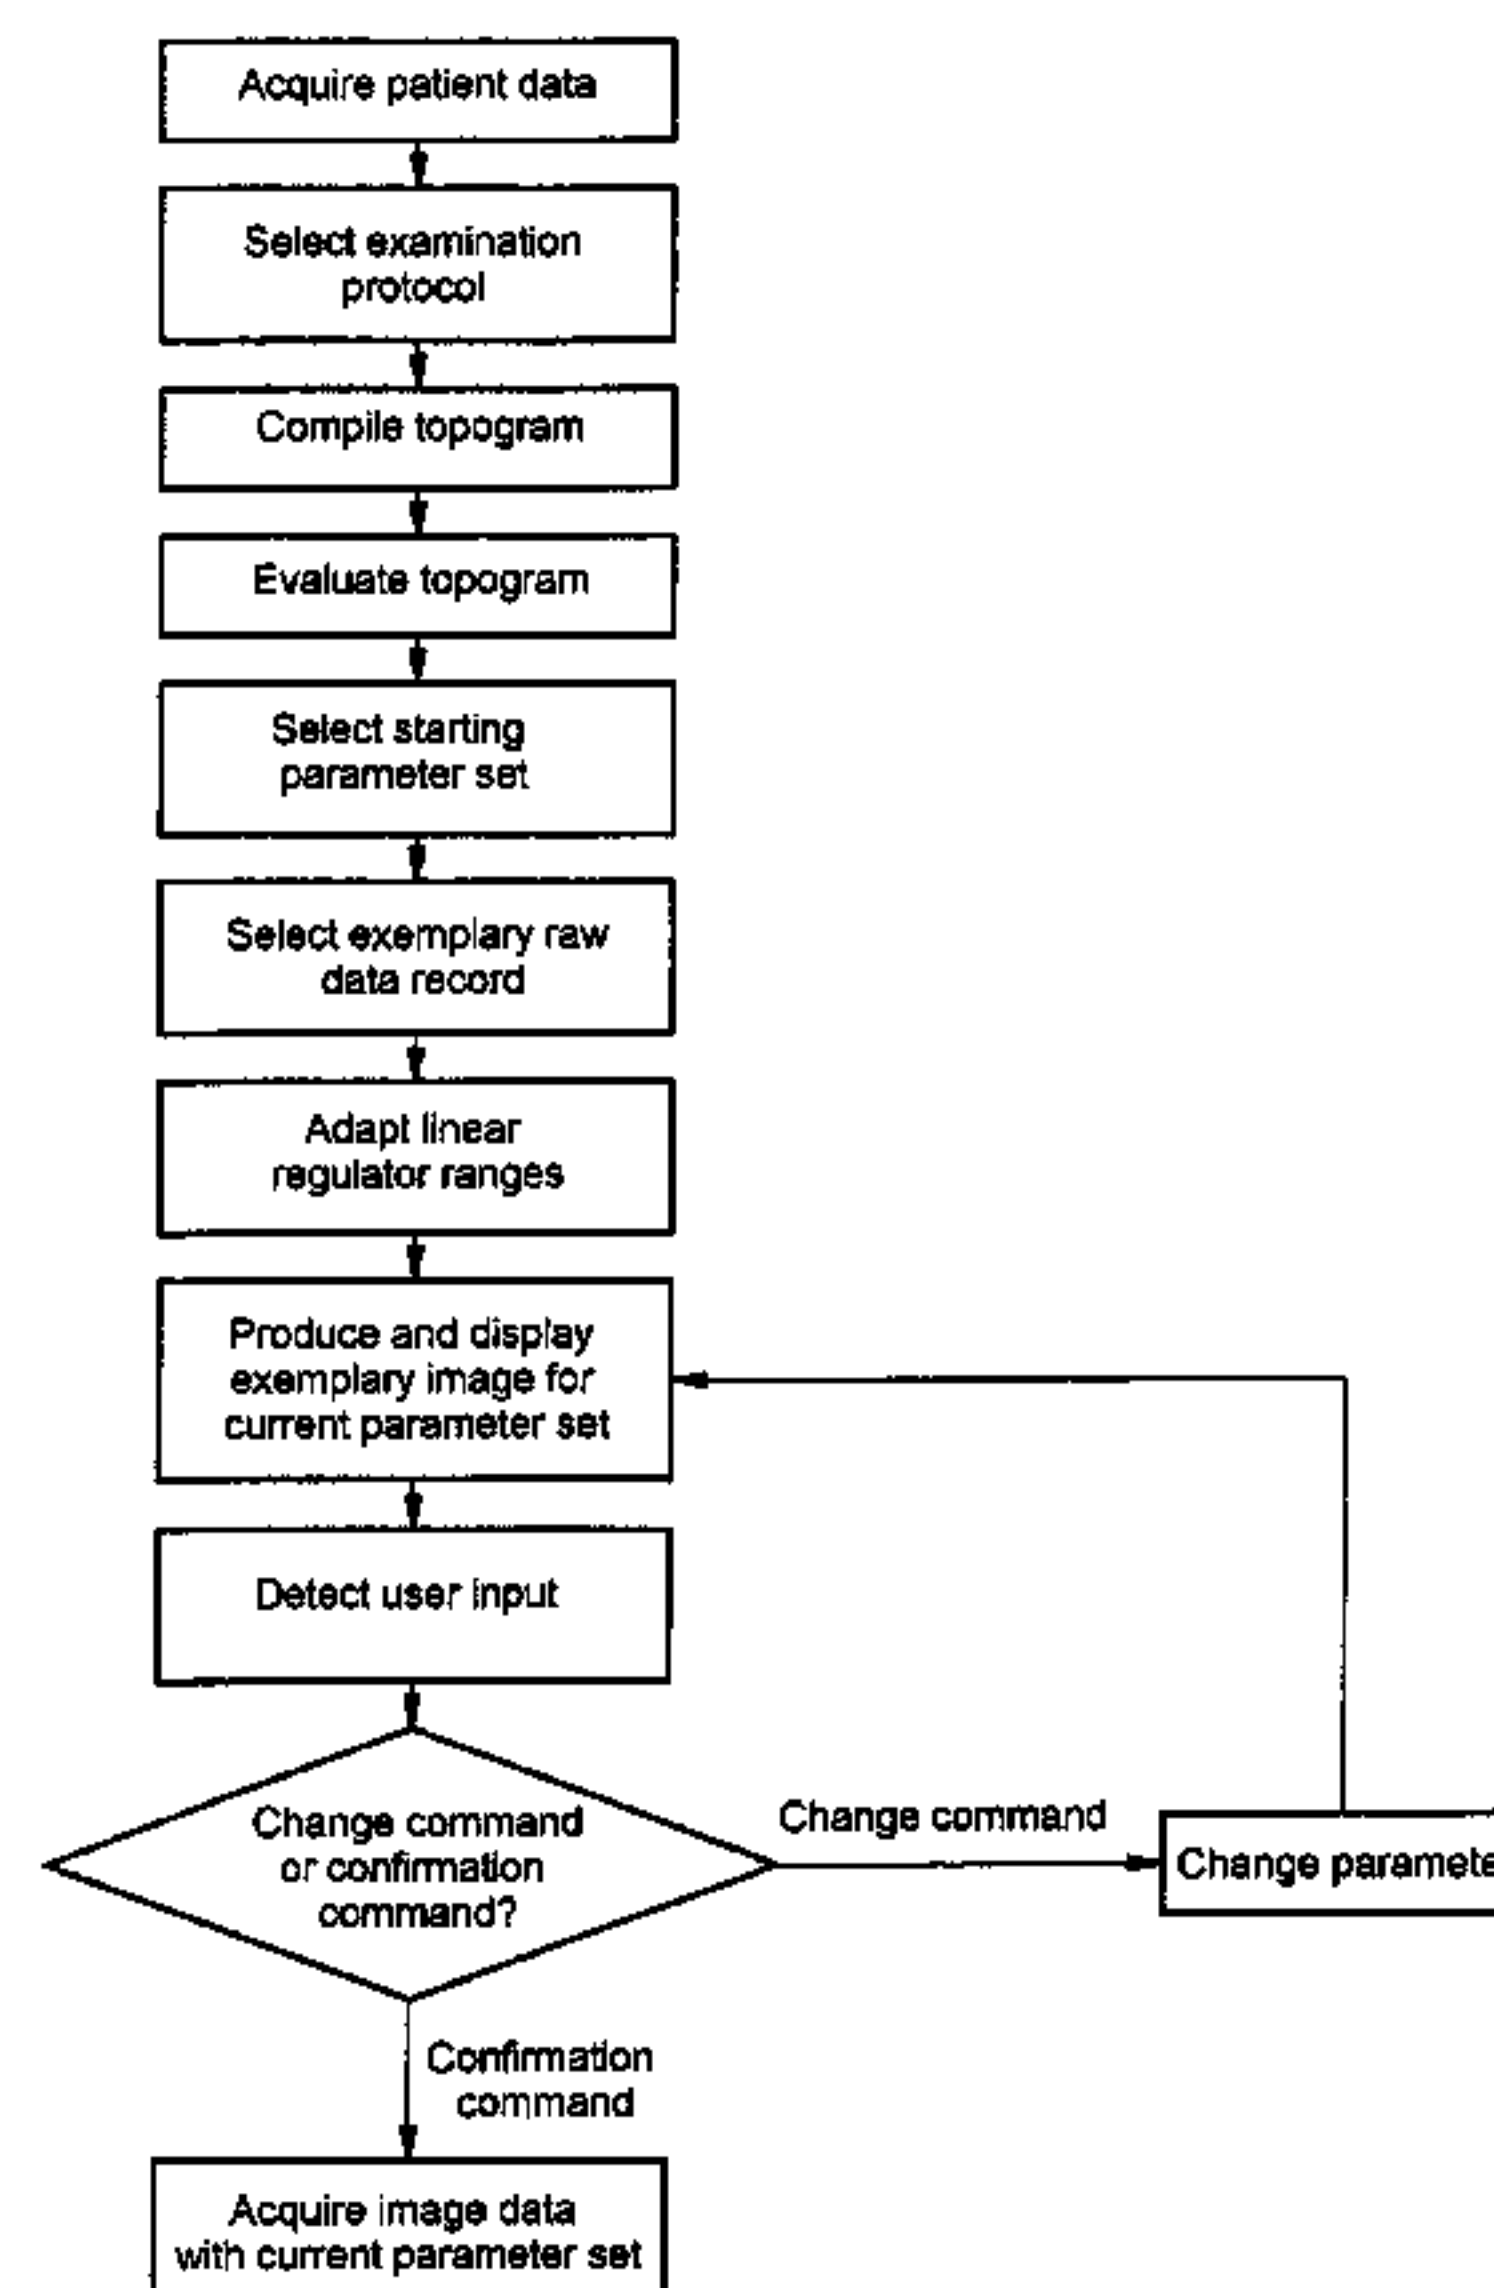 Acquire patient data
Select examination
protocol
Compile topogram
Evaluate topogram
Select starting
parameter set
Select exemplary raw
data record
Adapt linear
regulator ranges
Produce and display
exemplary image for
current parameter set
Detect user input
Change command
or confirmation
command?
Change command
Change
Confirmation
command
Acquire image data
with current parameter set